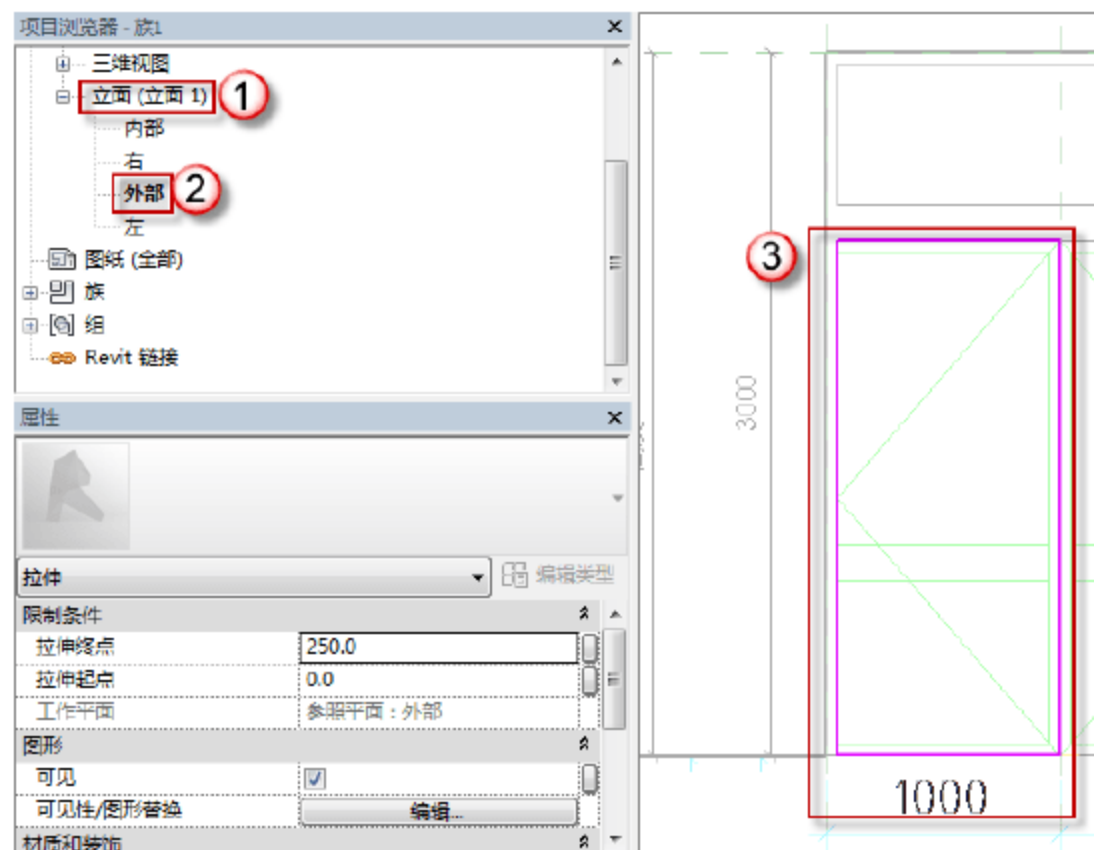 项目浏览器 - 族1
三维视图
立面 (立面 1)
1
内部
右
外部
2
左
图纸 (全部)
族
组
Revit 链接
属性
拉伸
编辑类型
限制条件
拉伸终点
250.0
拉伸起点
0.0
工作平面
参照平面 : 外部
图形
可见
可见性/图形替换
编辑...
材质和装饰
3
3000
1000